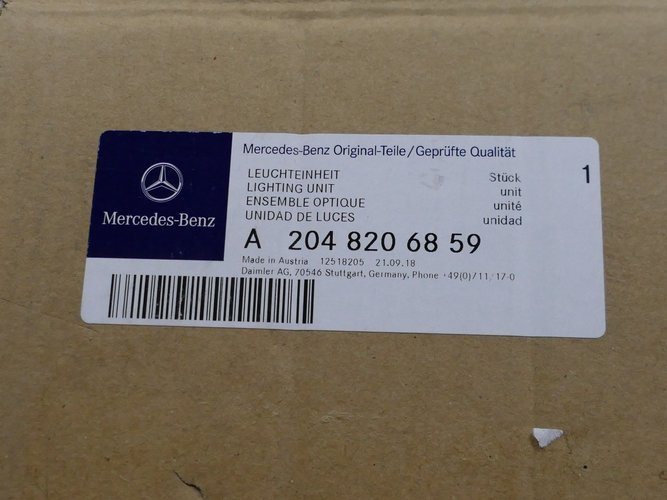 Mercedes-Benz
Mercedes-Benz Original-Teile/Geprüfte Qualität
LEUCHTEINHEIT Stück 1
LIGHTING UNIT unit
ENSEMBLE OPTIQUE unité
UNIDAD DE LUCES unidad
A 204 820 68 59
Made in Austria 12518205 21.09.18
Daimler AG, 70546 Stuttgart, Germany, Phone +49(0)/11/17-0